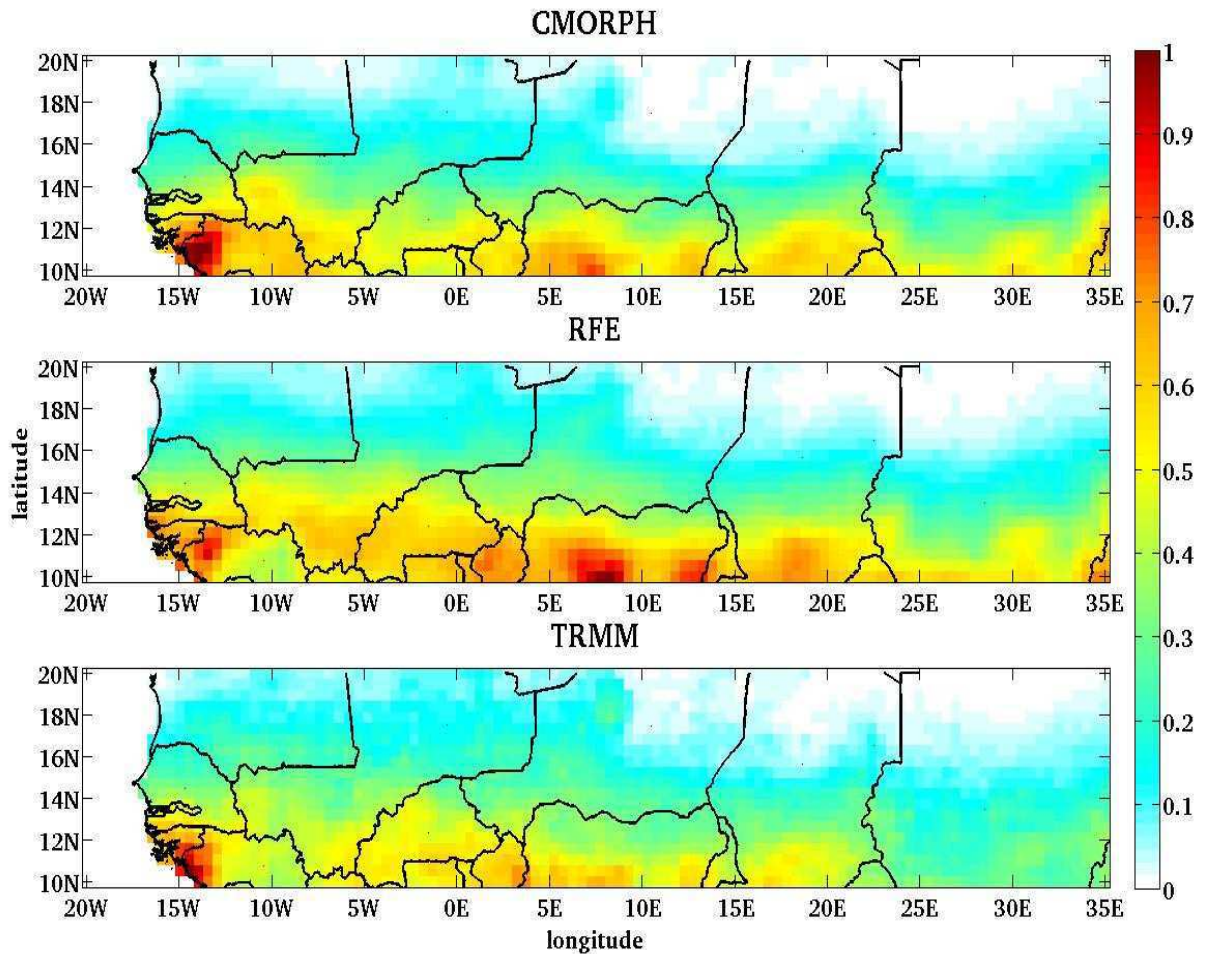 CMORPH
20N
18N
16N
14N
12N
10N
20W 15W 10W 5W 0E 5E 10E 15E 20E 25E 30E 35E
RFE
20N
18N
16N
14N
12N
10N
20W 15W 10W 5W 0E 5E 10E 15E 20E 25E 30E 35E
TRMM
20N
18N
16N
14N
12N
10N
20W 15W 10W 5W 0E 5E 10E 15E 20E 25E 30E 35E
longitude
latitude
1
0.9
0.8
0.7
0.6
0.5
0.4
0.3
0.2
0.1
0